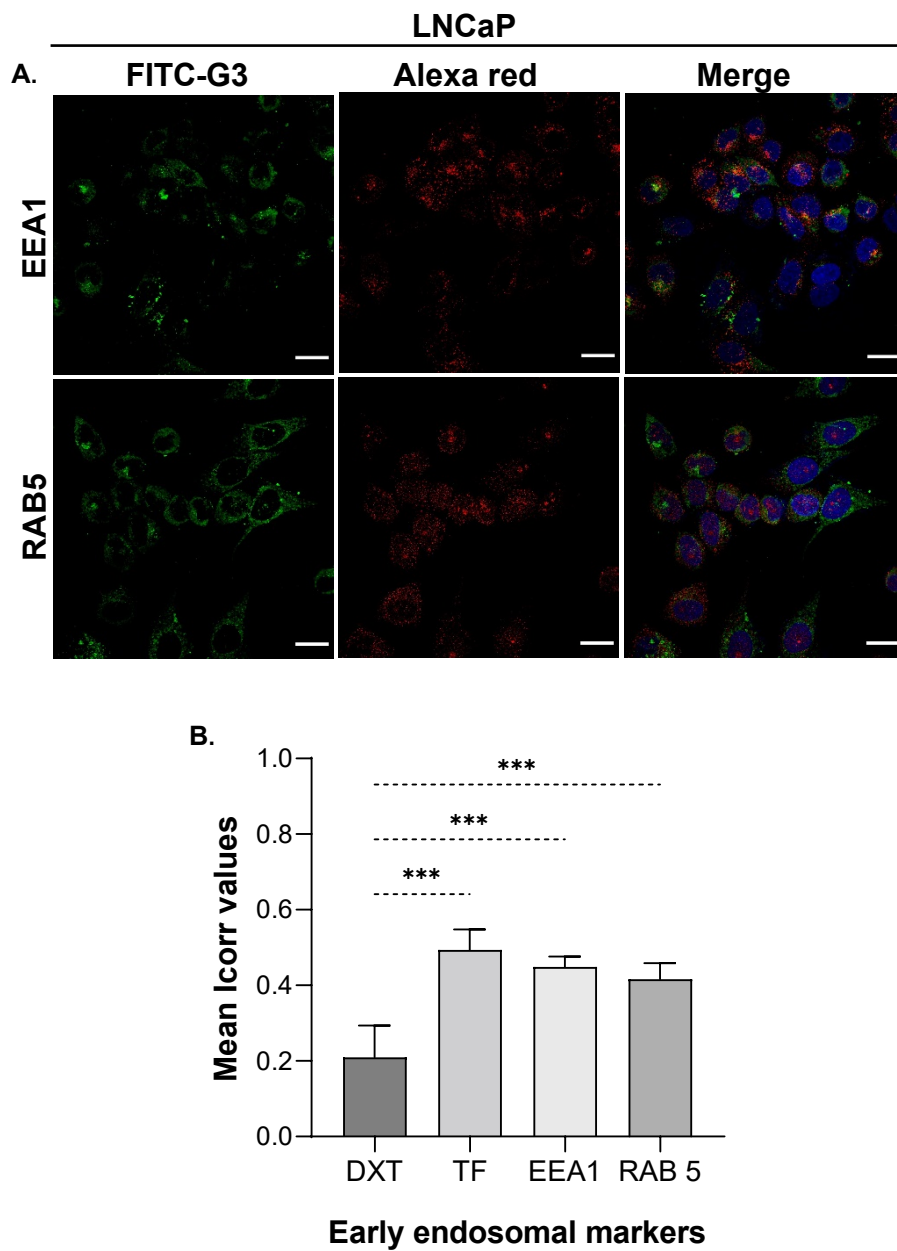 LNCaP
A.
FITC-G3 Alexa red Merge
EEA1
RAB5
B.
Mean Icorr values
1.0
0.8
0.6
0.4
0.2
0.0
***
***
***
DXT TF EEA1 RAB 5
Early endosomal markers